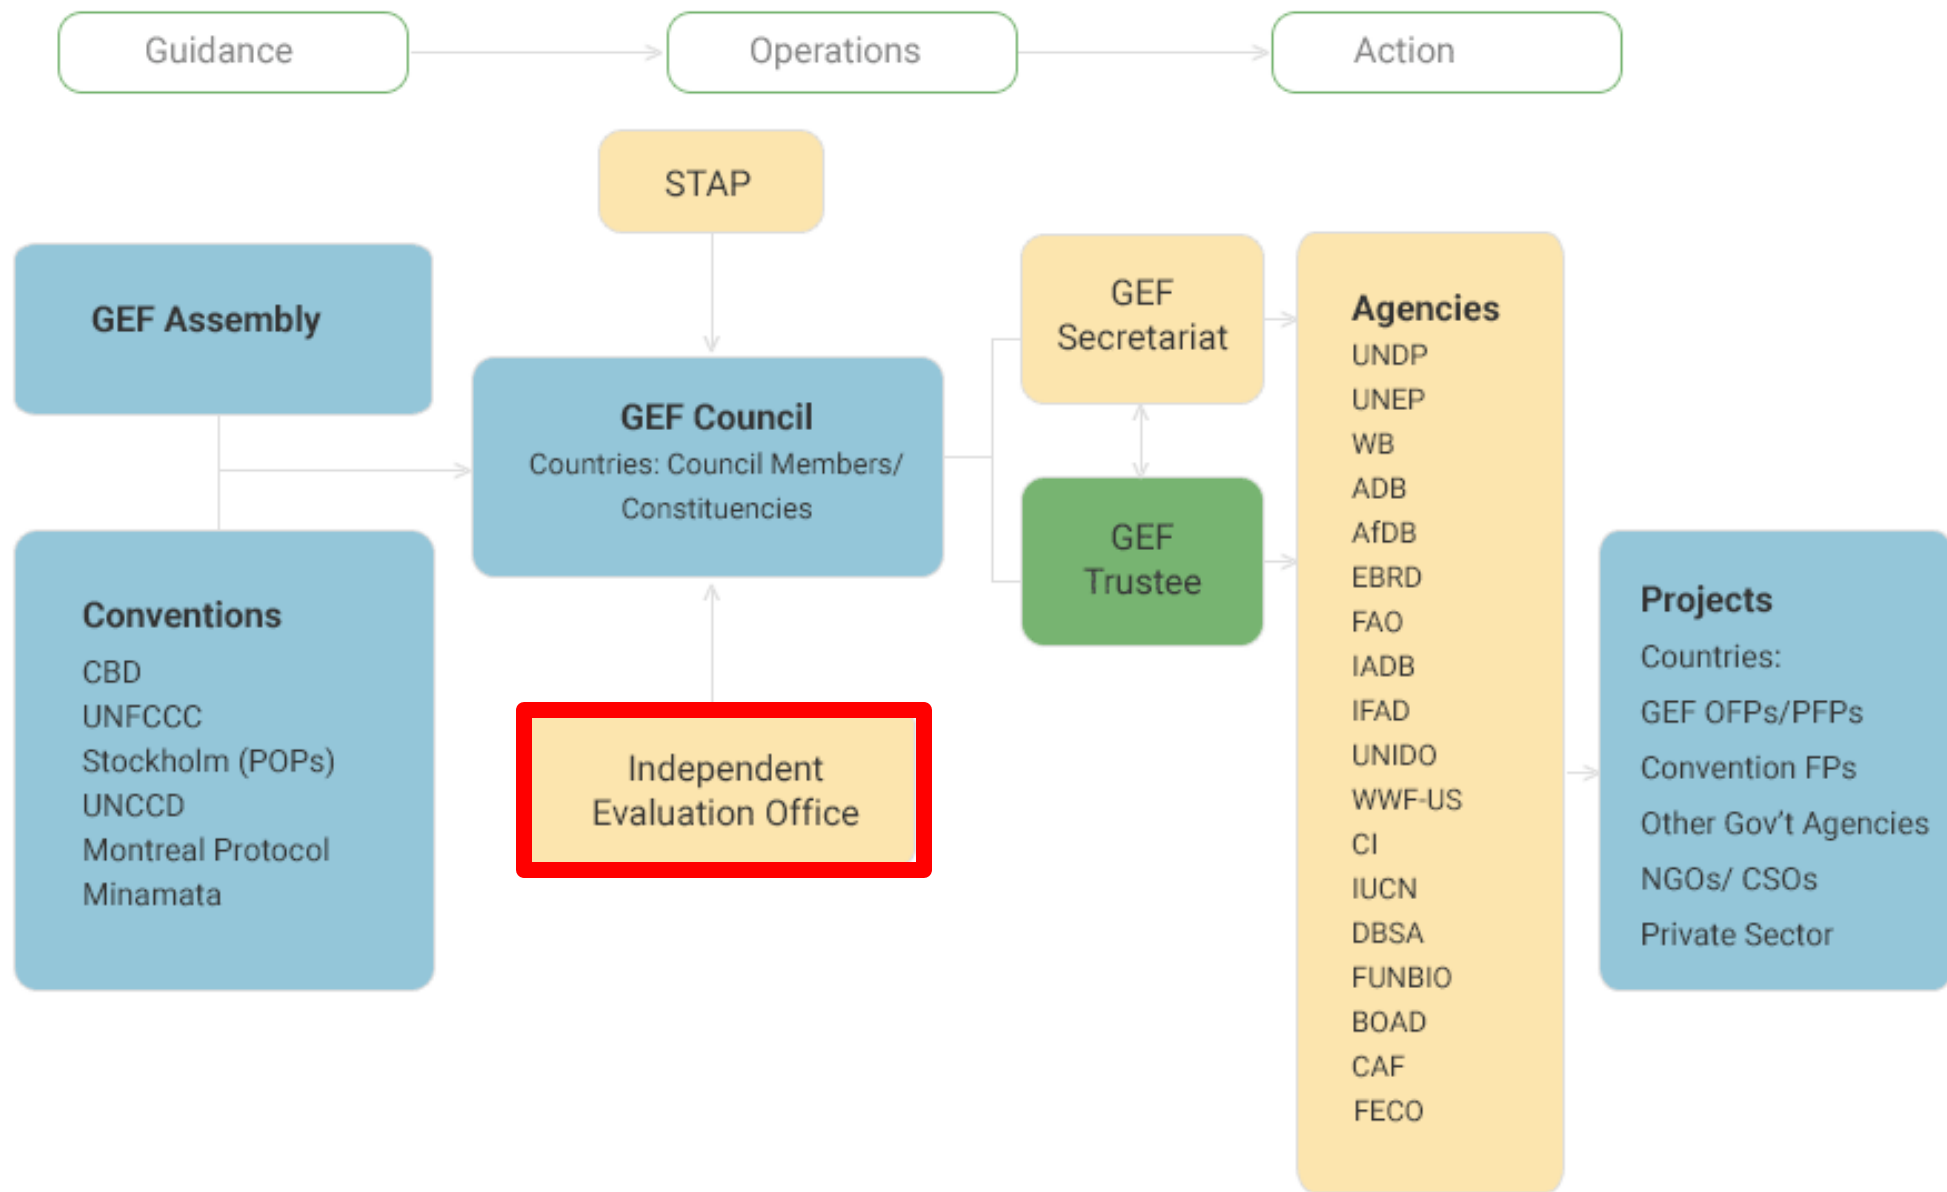 Guidance
Operations
Action
STAP
GEF Assembly
GEF Council
Countries: Council Members/
Constituencies
GEF
Secretariat
GEF
Trustee
Conventions
CBD
UNFCCC
Stockholm (POPs)
UNCCD
Montreal Protocol
Minamata
Independent
Evaluation Office
Agencies
UNDP
UNEP
WB
ADB
AfDB
EBRD
FAO
IADB
IFAD
UNIDO
WWF-US
CI
IUCN
DBSA
FUNBIO
BOAD
CAF
FECO
Projects
Countries:
GEF OFPs/PFPs
Convention FPs
Other Gov't Agencies
NGOs/ CSOs
Private Sector